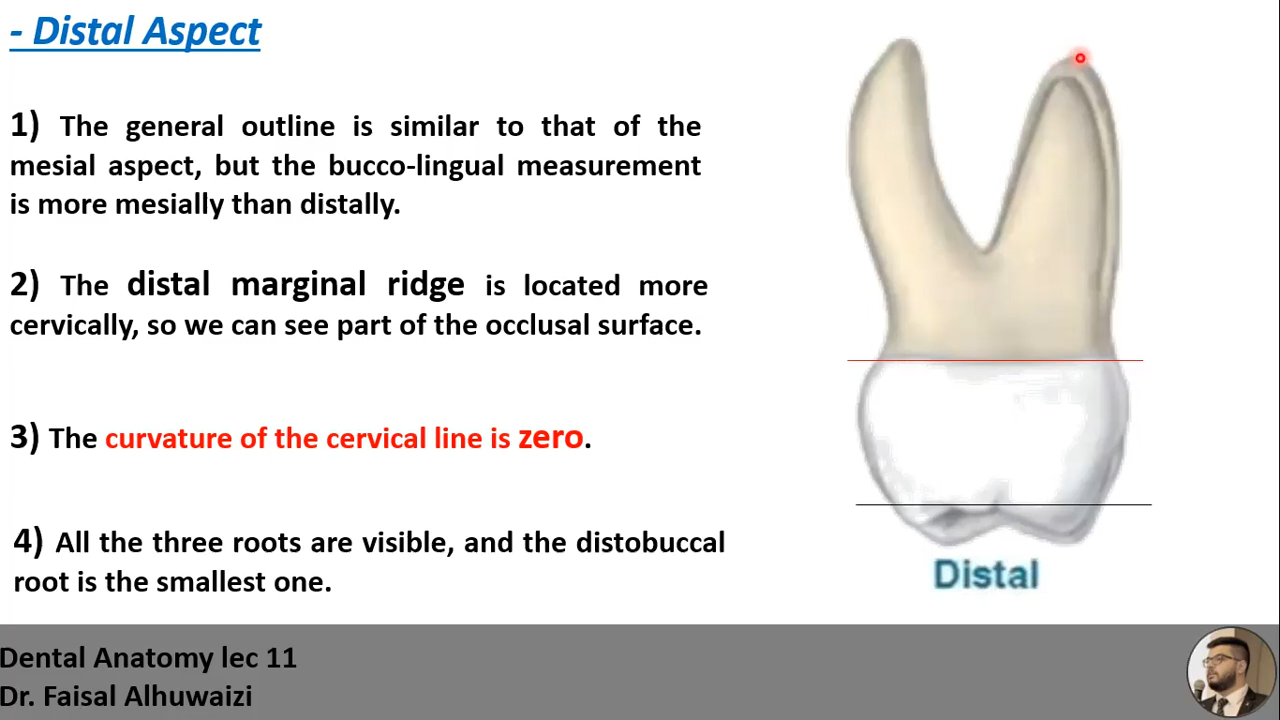 - Distal Aspect
1) The general outline is similar to that of the
mesial aspect, but the bucco-lingual measurement
is more mesially than distally.
2) The distal marginal ridge is located more
cervically, so we can see part of the occlusal surface.
3) The curvature of the cervical line is zero.
4) All the three roots are visible, and the distobuccal
root is the smallest one.
Distal
Dental Anatomy lec 11
Dr. Faisal Alhuwaizi